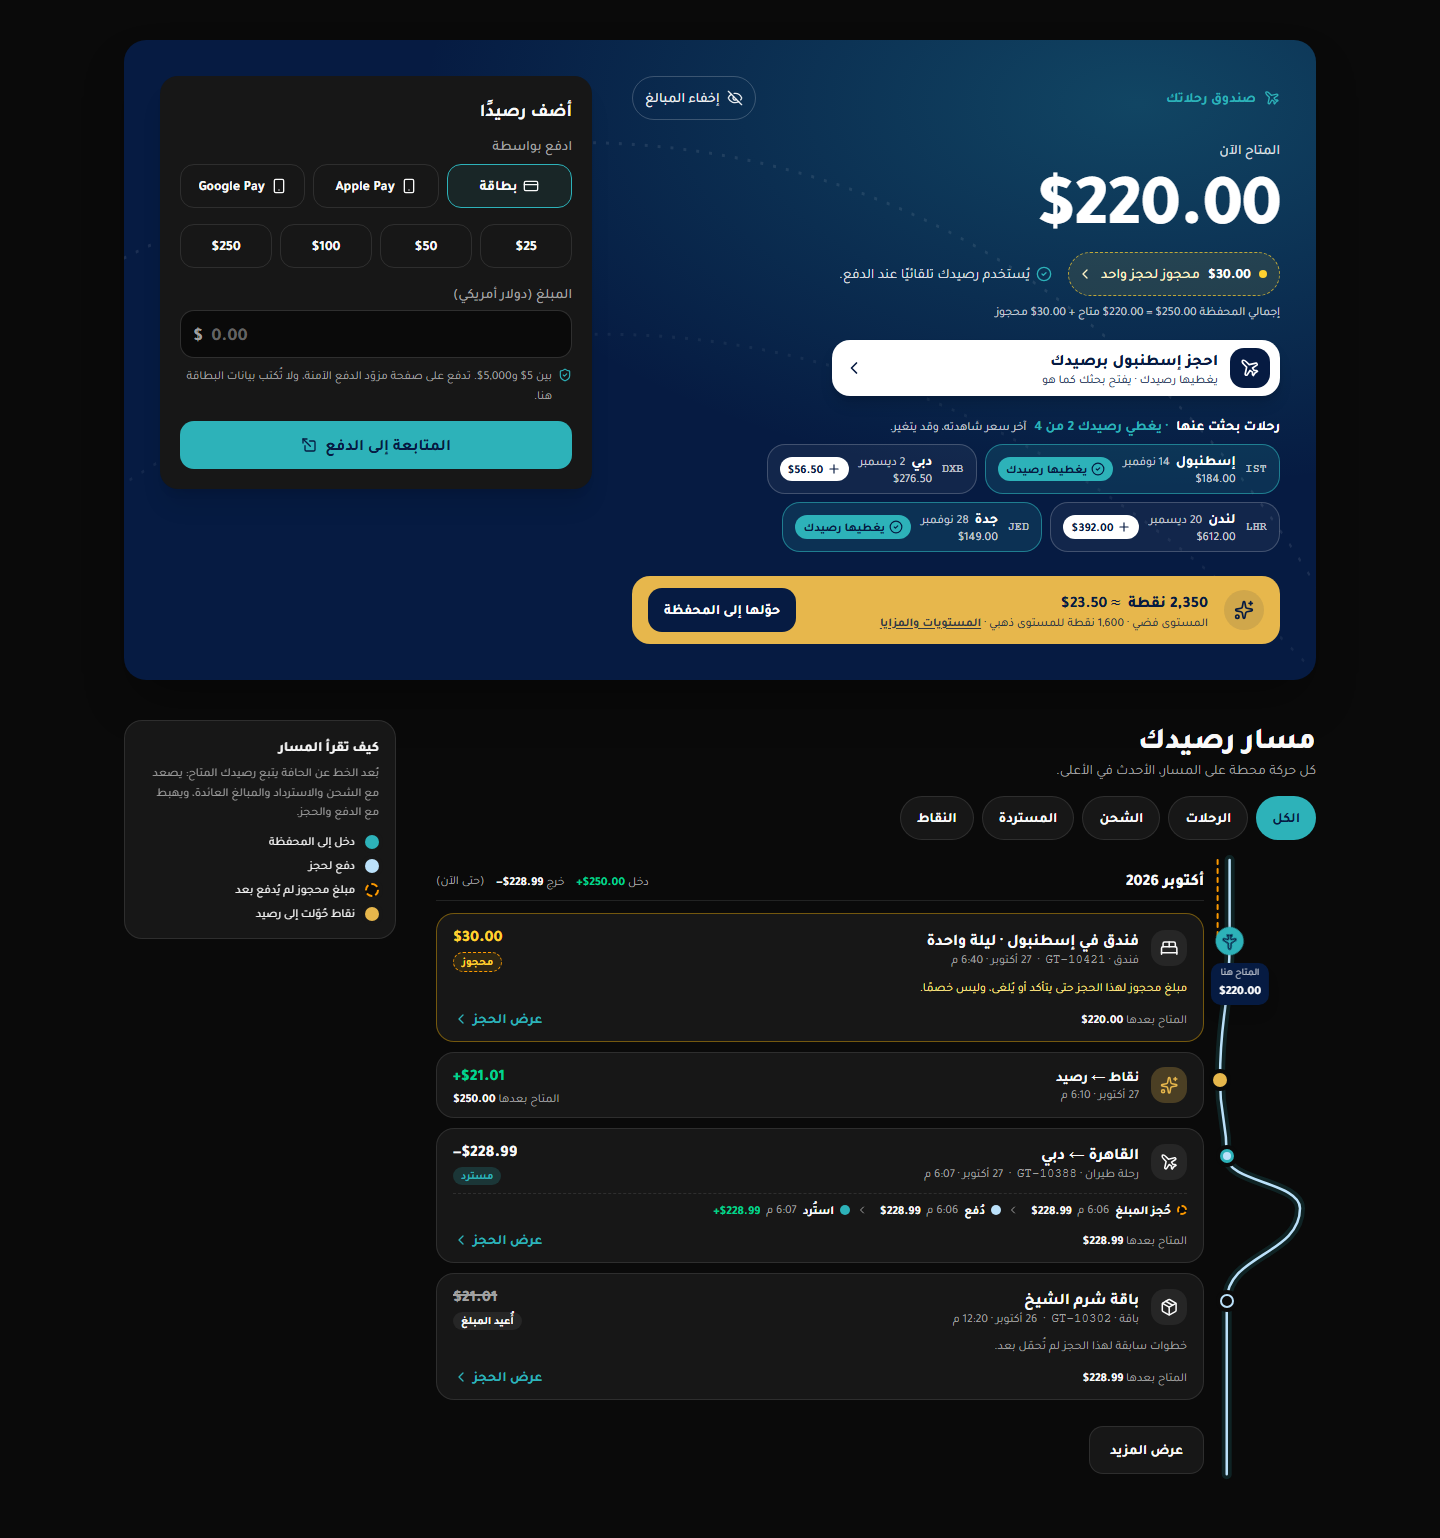 صندوق رحلاتك
إخفاء المبالغ
المتاح الآن
$220.00
$30.00 محجوز لحجز واحد
يُستخدم رصيدك تلقائيًا عند الدفع.
إجمالي المحفظة $250.00 = $220.00 متاح + $30.00 محجوز
احجز إسطنبول برصيدك
يغطيها رصيدك · يفتح بحثك كما هو
رحلات بحثت عنها · يغطي رصيدك 2 من 4 آخر سعر شاهدته، وقد يتغير.
IST إسطنبول 14 نوفمبر
$184.00
يغطيها رصيدك
DXB دبي 2 ديسمبر
$276.50
+ $56.50
LHR لندن 20 ديسمبر
$612.00
+ $392.00
JED جدة 28 نوفمبر
$149.00
يغطيها رصيدك
2,350 نقطة ≈ $23.50
المستوى فضي · 1,600 نقطة للمستوى ذهبي · المستويات والمزايا
حوّلها إلى المحفظة
أضف رصيدًا
ادفع بواسطة
بطاقة
Apple Pay
Google Pay
$25
$50
$100
$250
المبلغ (دولار أمريكي)
$ 0.00
بين $5 و$5,000. تدفع على صفحة مزوّد الدفع الآمنة، ولا تُكتب بيانات البطاقة
هنا.
المتابعة إلى الدفع
مسار رصيدك
كل حركة محطة على المسار، الأحدث في الأعلى.
الكل
الرحلات
الشحن
المستردة
النقاط
أكتوبر 2026
دخل +$250.00 خرج −$228.99 (حتى الآن)
المتاح هنا
$220.00
فندق في إسطنبول · ليلة واحدة
فندق · GT-10421 · 27 أكتوبر · 6:40 م
$30.00
محجوز
مبلغ محجوز لهذا الحجز حتى يتأكد أو يُلغى، وليس خصمًا.
المتاح بعدها $220.00
عرض الحجز
نقاط ← رصيد
27 أكتوبر · 6:10 م
+$21.01
المتاح بعدها $250.00
القاهرة ← دبي
رحلة طيران · GT-10388 · 27 أكتوبر · 6:07 م
−$228.99
مسترد
حُجز المبلغ 6:06 م $228.99
دُفع 6:06 م $228.99
استُرد 6:07 م +$228.99
المتاح بعدها $228.99
عرض الحجز
باقة شرم الشيخ
باقة · GT-10302 · 26 أكتوبر · 12:20 م
$21.01
أُعيد المبلغ
خطوات سابقة لهذا الحجز لم تُحمّل بعد.
المتاح بعدها $228.99
عرض الحجز
عرض المزيد
كيف تقرأ المسار
بُعد الخط عن الحافة يتبع رصيدك المتاح: يصعد
مع الشحن والاسترداد والمبالغ العائدة، ويهبط
مع الدفع والحجز.
دخل إلى المحفظة
دفع لحجز
مبلغ محجوز لم يُدفع بعد
نقاط حُوّلت إلى رصيد